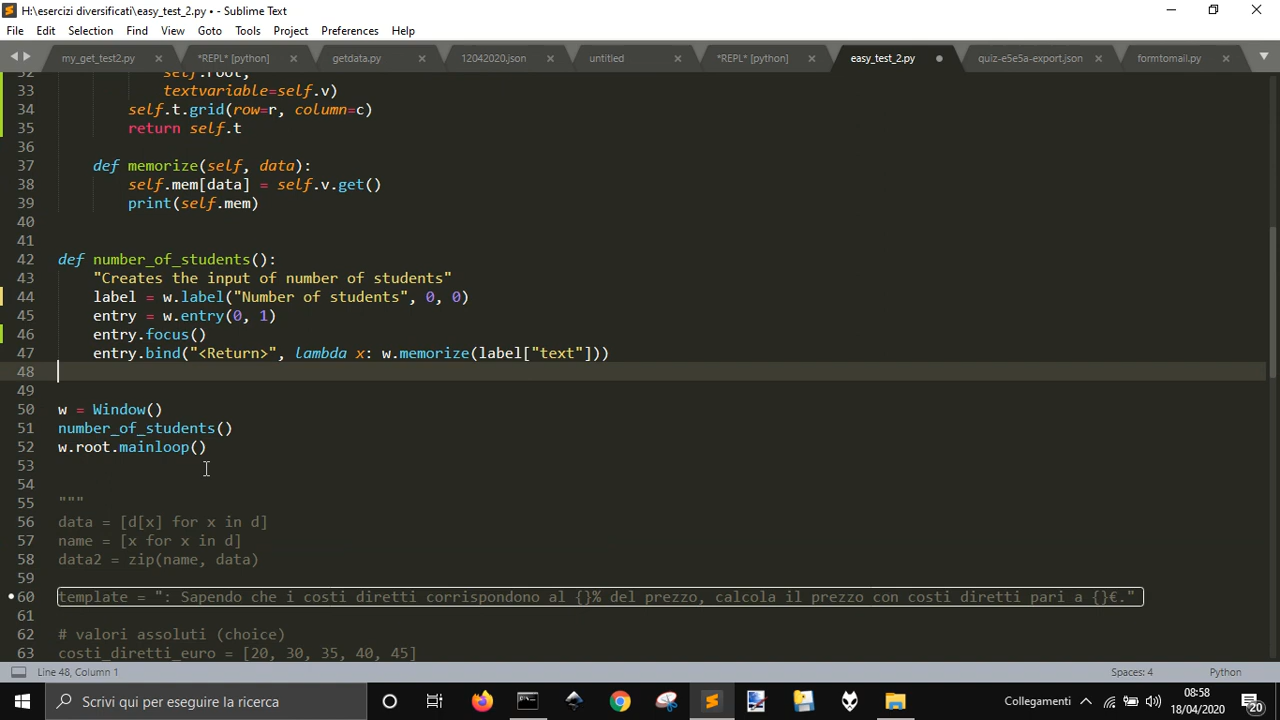 H:\esercizi diversificati\easy_test_2.py • - Sublime Text
File Edit Selection Find View Goto Tools Project Preferences Help
my_get_test2.py *REPL* [python] getdata.py 12042020.json untitled *REPL* [python] easy_test_2.py quiz-e5e5a-export.json formtomail.py
32 self.root,
33 textvariable=self.v)
34 self.t.grid(row=r, column=c)
35 return self.t
36
37 def memorize(self, data):
38 self.mem[data] = self.v.get()
39 print(self.mem)
40
41
42 def number_of_students():
43 "Creates the input of number of students"
44 label = w.label("Number of students", 0, 0)
45 entry = w.entry(0, 1)
46 entry.focus()
47 entry.bind("<Return>", lambda x: w.memorize(label["text"]))
48
49
50 w = Window()
51 number_of_students()
52 w.root.mainloop()
53
54
55 """
56 data = [d[x] for x in d]
57 name = [x for x in d]
58 data2 = zip(name, data)
59
60 template = ": Sapendo che i costi diretti corrispondono al {}% del prezzo, calcola il prezzo con costi diretti pari a {}€."
61
62 # valori assoluti (choice)
63 costi_diretti_euro = [20, 30, 35, 40, 45]
Line 48, Column 1 Spaces: 4 Python
Scrivi qui per eseguire la ricerca Collegamenti 08:58
18/04/2020 20